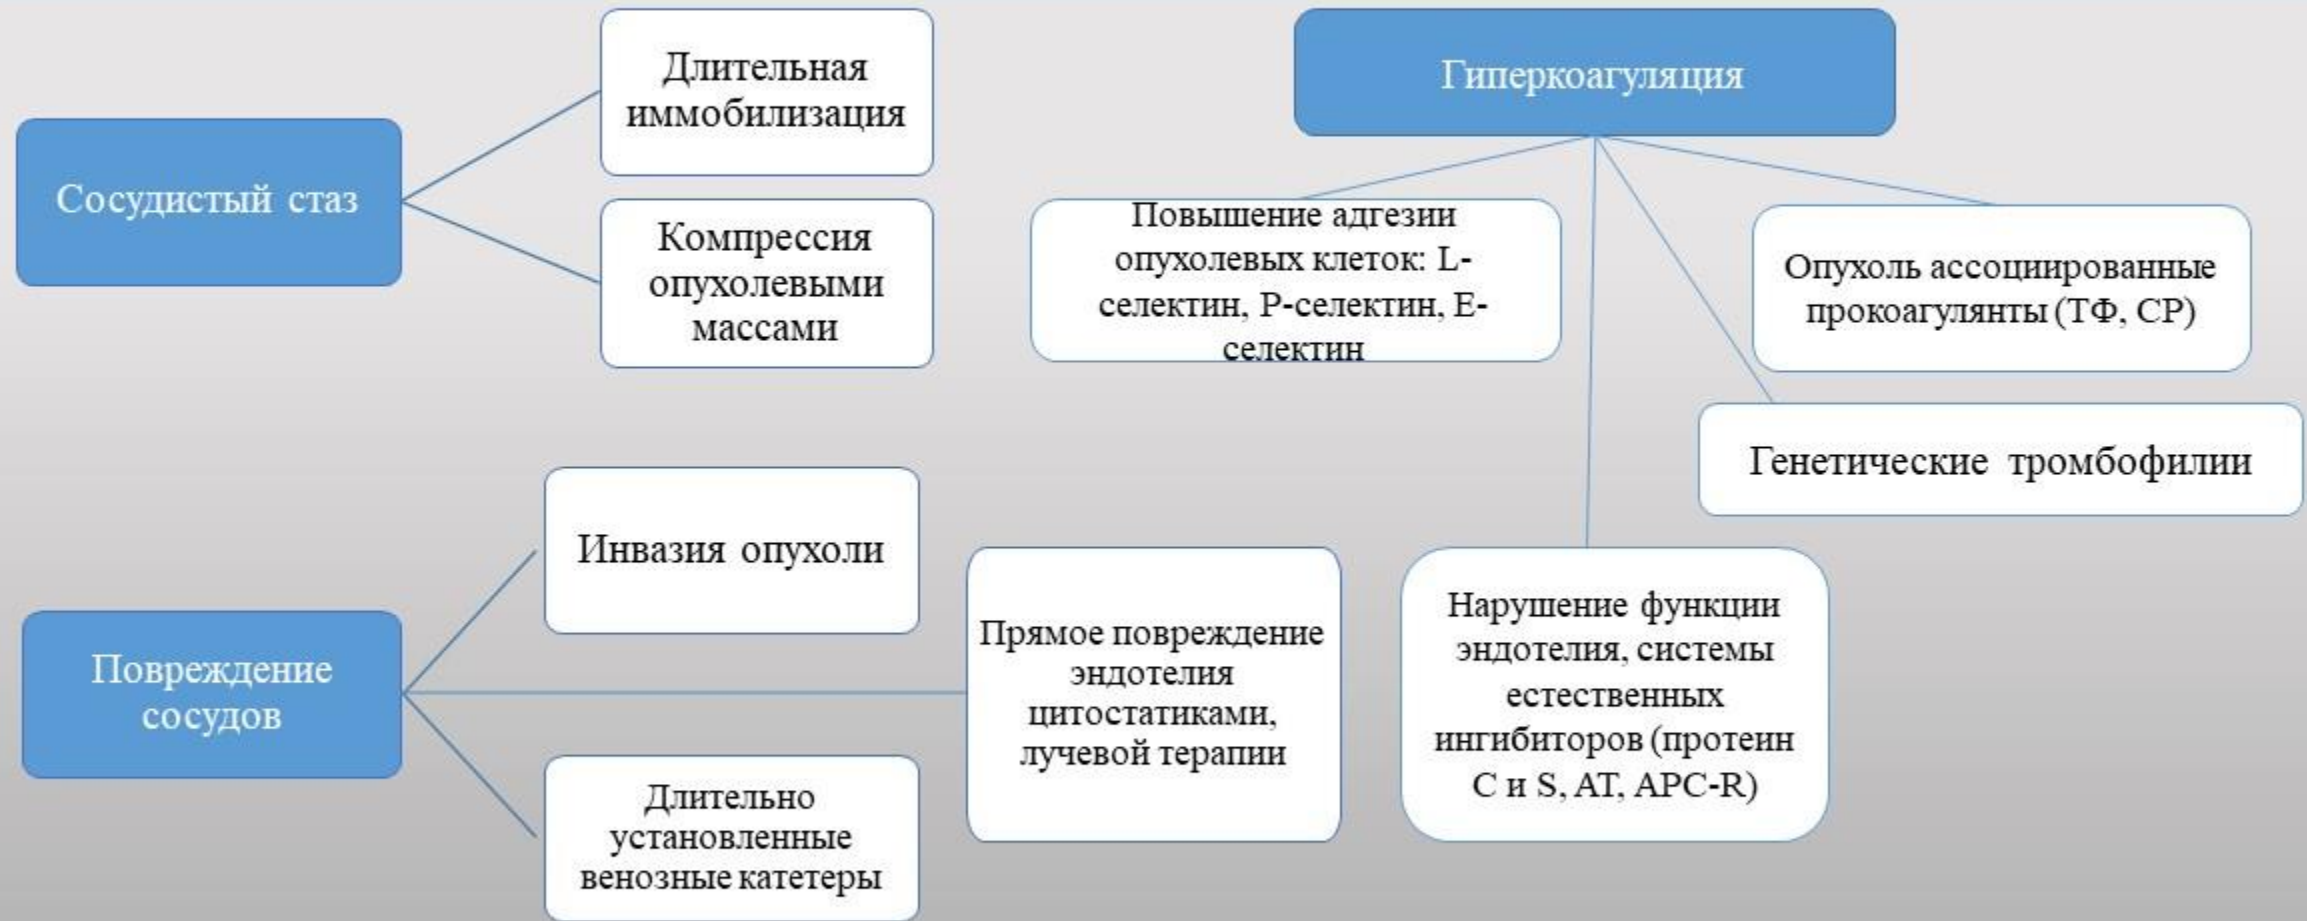 Сосудистый стаз
Длительная
иммобилизация
Компрессия
опухолевыми
массами
Гиперкоагуляция
Повышение адгезии
опухолевых клеток: L-
селектин, P-селектин, E-
селектин
Опухоль ассоциированные
прокоагулянты (ТФ, СР)
Генетические тромбофилии
Нарушение функции
эндотелия, системы
естественных
ингибиторов (протеин
С и S, АТ, APC-R)
Повреждение
сосудов
Инвазия опухоли
Прямое повреждение
эндотелия
цитостатиками,
лучевой терапии
Длительно
установленные
венозные катетеры